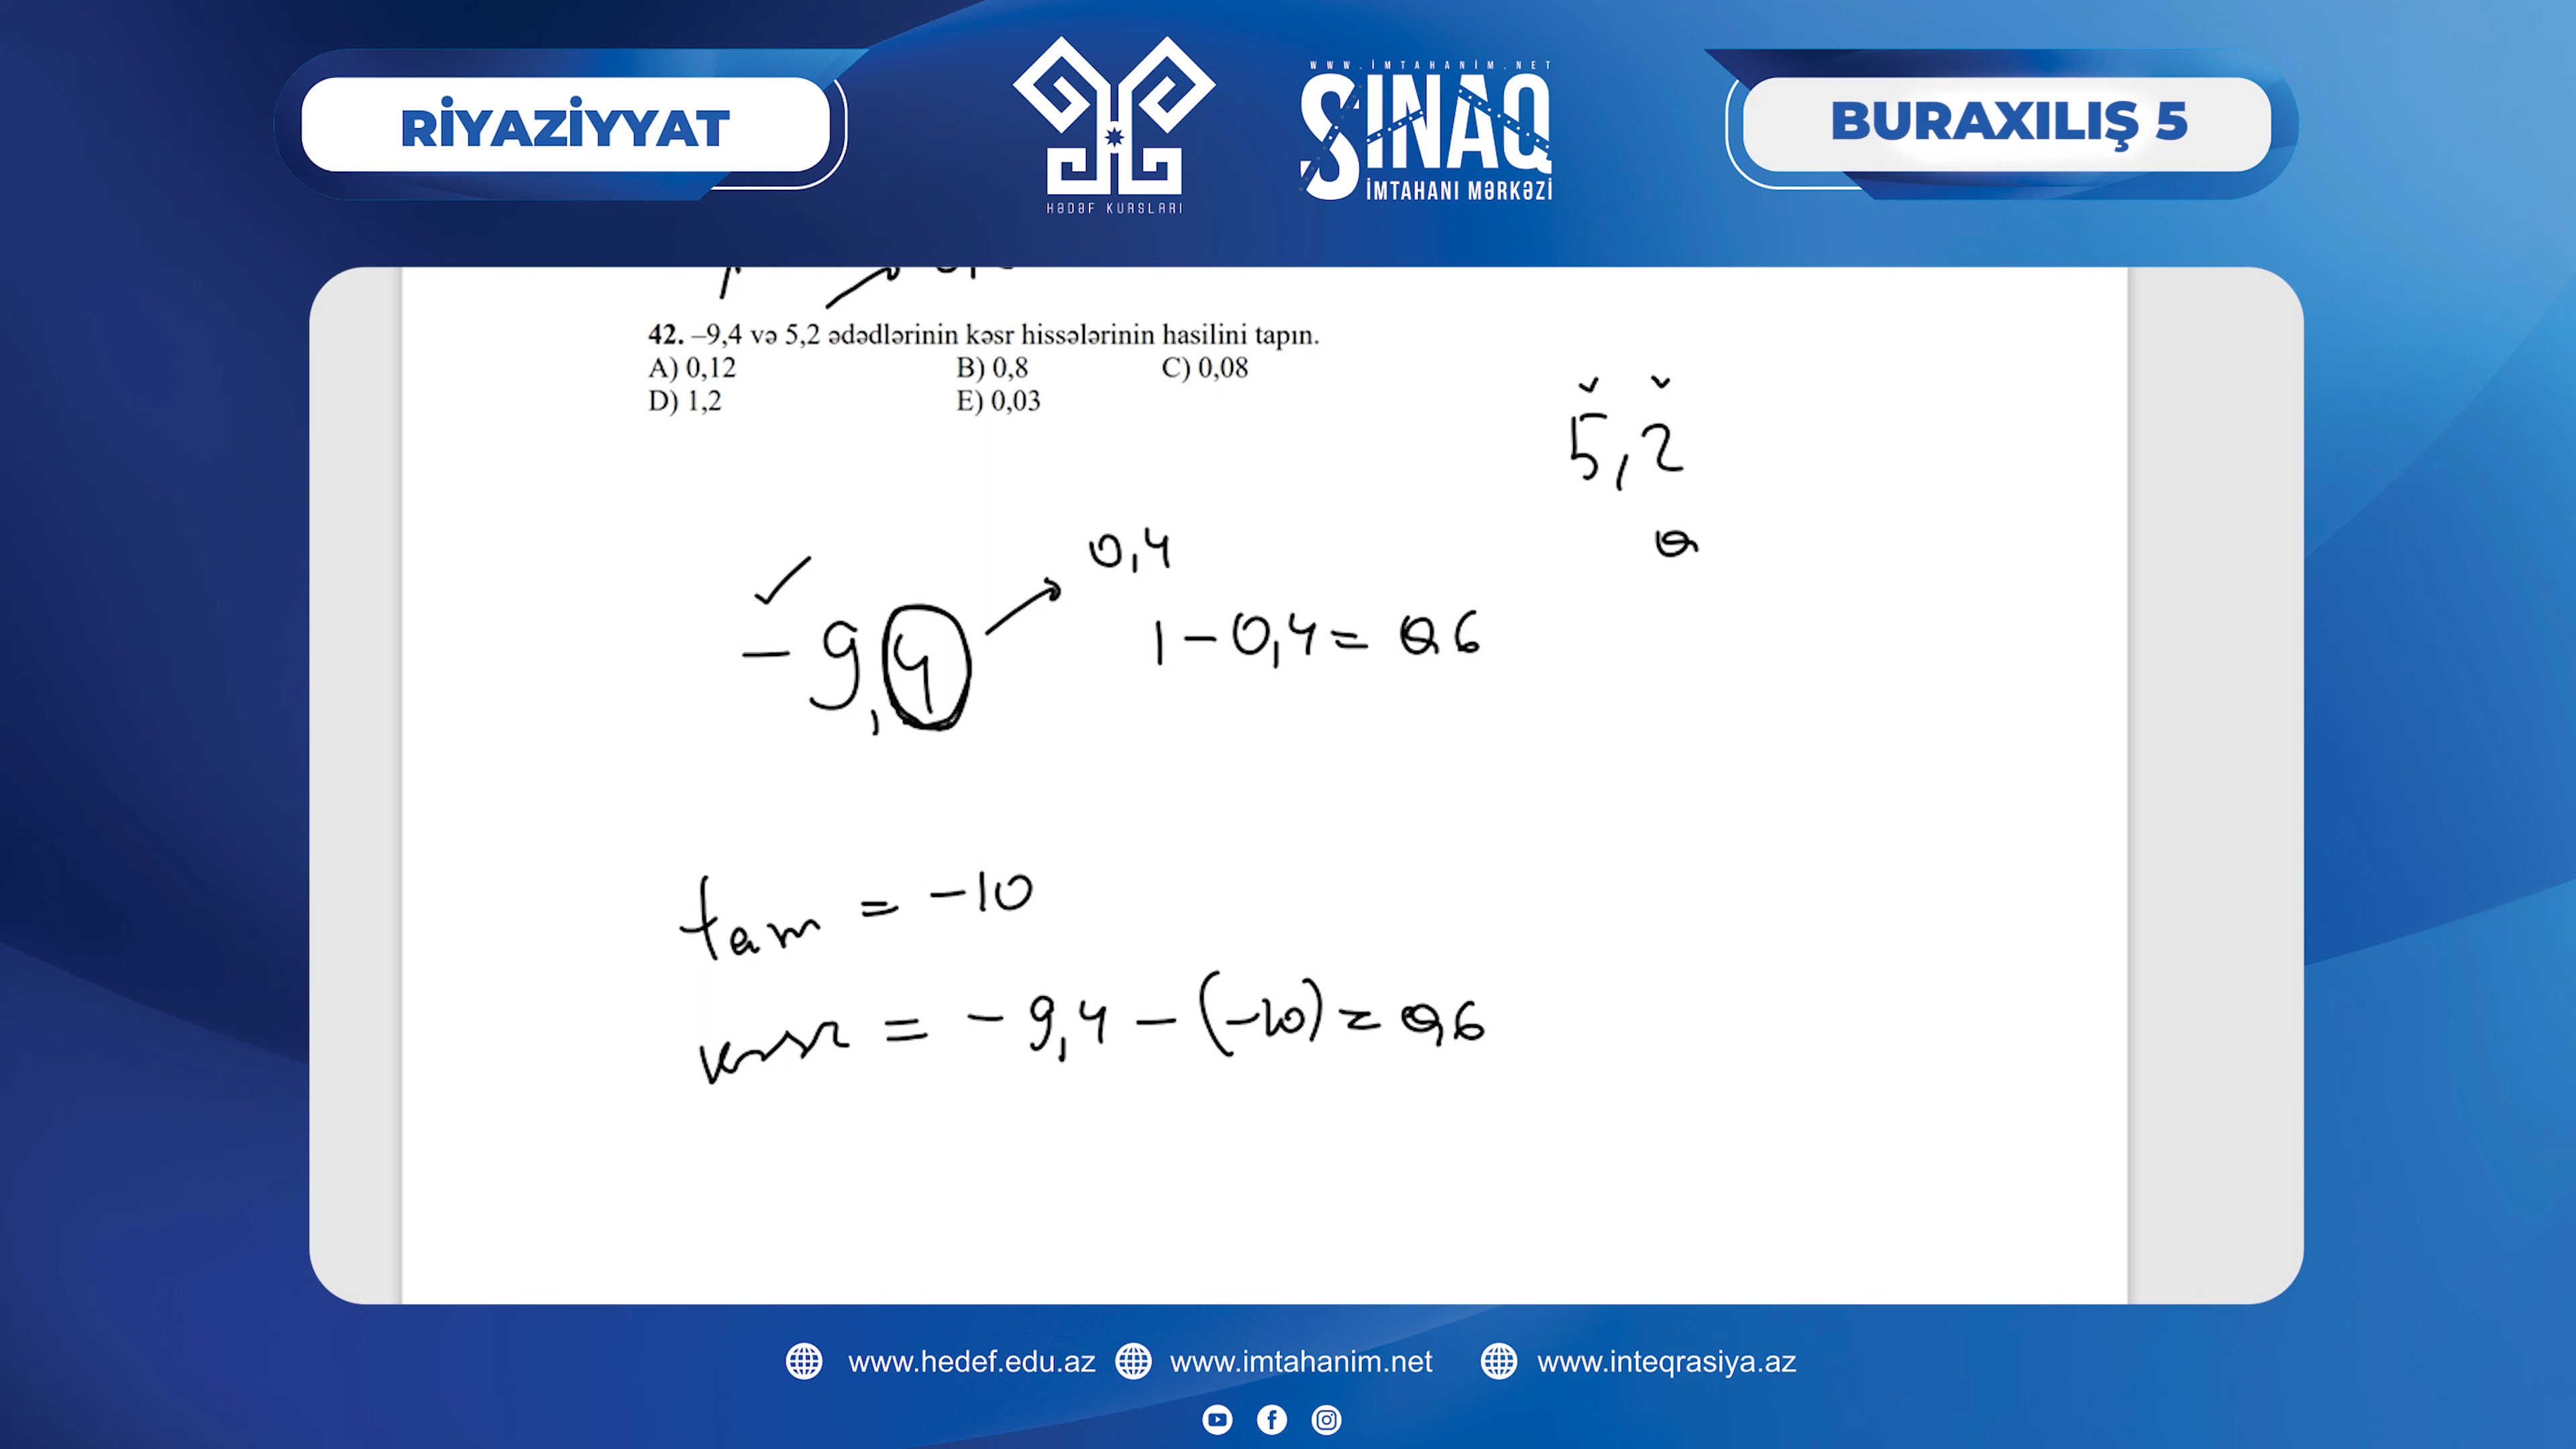 RİYAZİYYAT
HƏDƏF KURSLARI
WWW.İMTAHANİM.NET
SINAQ
İMTAHANI MƏRKƏZİ
BURAXILIŞ 5
42. –9,4 və 5,2 ədədlərinin kəsr hissələrinin hasilini tapın.
A) 0,12 B) 0,8 C) 0,08
D) 1,2 E) 0,03
5,2
0,4
– 9,4
1 – 0,4 = 0,6
tam = –10
kəsr = – 9,4 – (–10) = 0,6
www.hedef.edu.az www.imtahanim.net www.inteqrasiya.az